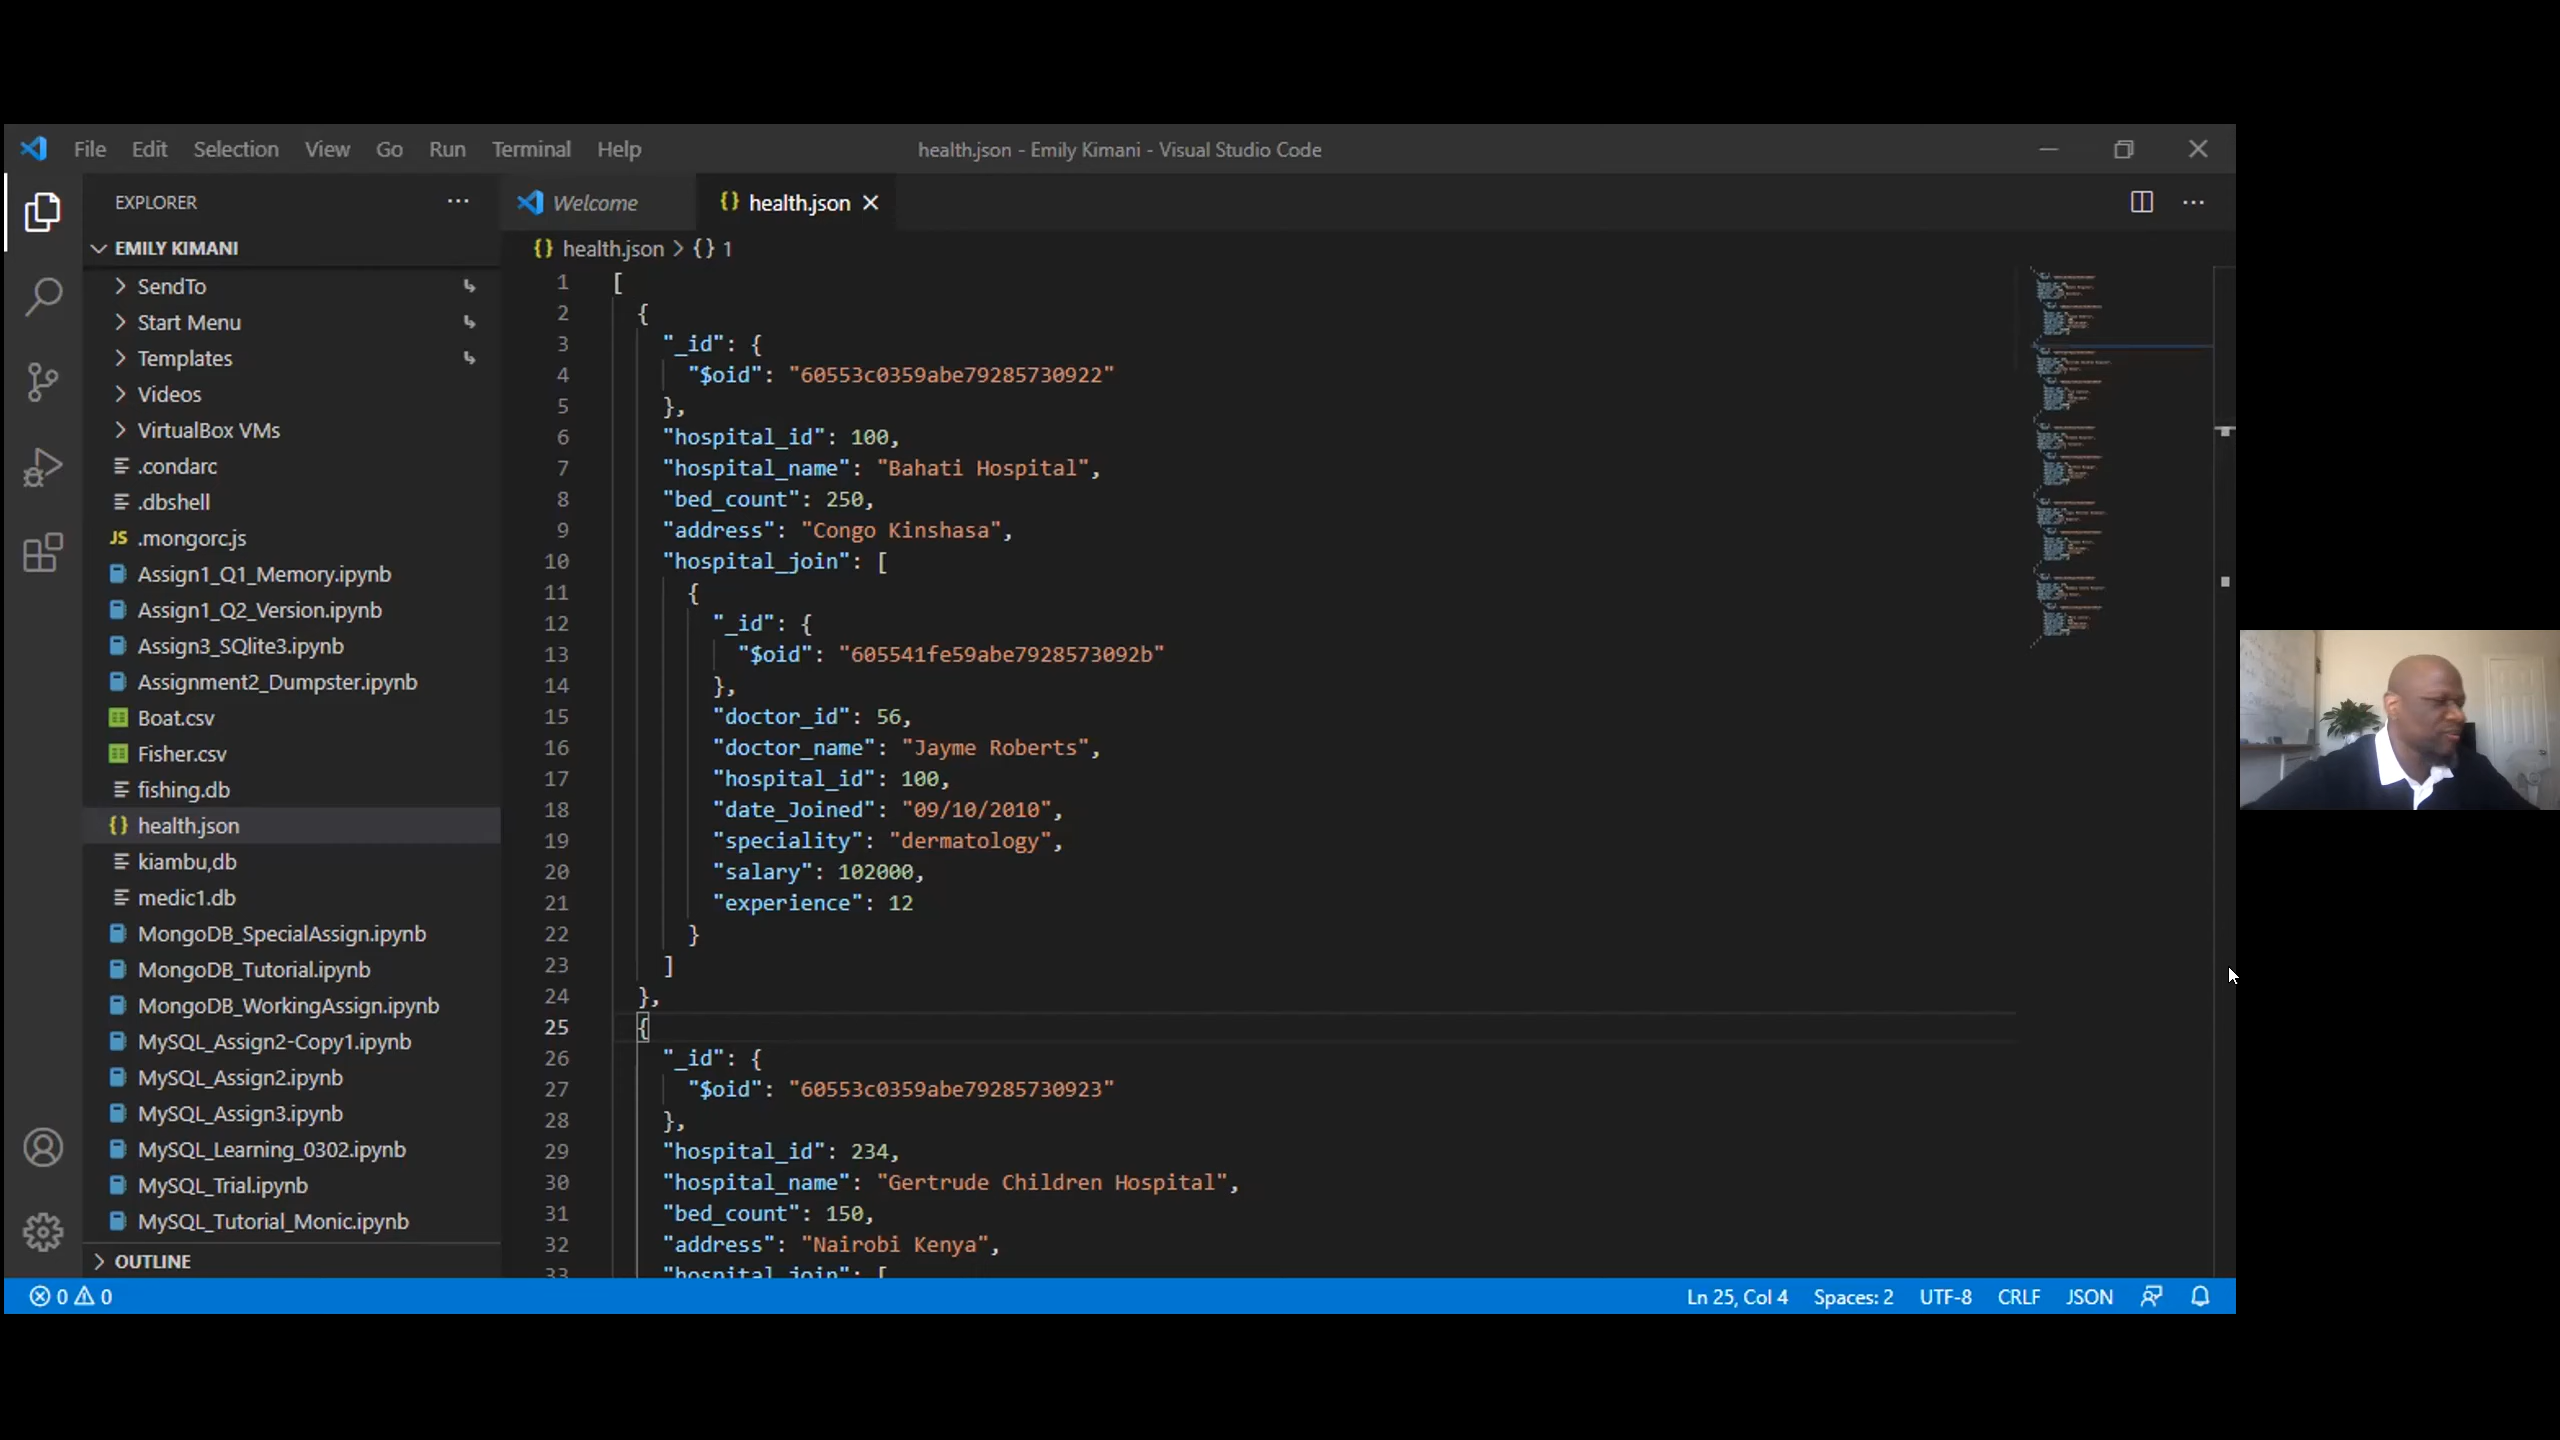 File Edit Selection View Go Run Terminal Help
health.json - Emily Kimani - Visual Studio Code
EXPLORER
EMILY KIMANI
SendTo
Start Menu
Templates
Videos
VirtualBox VMs
.condarc
.dbshell
JS .mongorc.js
Assign1_Q1_Memory.ipynb
Assign1_Q2_Version.ipynb
Assign3_SQlite3.ipynb
Assignment2_Dumpster.ipynb
Boat.csv
Fisher.csv
fishing.db
{} health.json
kiambu,db
medic1.db
MongoDB_SpecialAssign.ipynb
MongoDB_Tutorial.ipynb
MongoDB_WorkingAssign.ipynb
MySQL_Assign2-Copy1.ipynb
MySQL_Assign2.ipynb
MySQL_Assign3.ipynb
MySQL_Learning_0302.ipynb
MySQL_Trial.ipynb
MySQL_Tutorial_Monic.ipynb
OUTLINE
Welcome
{} health.json
{} health.json > {} 1
1 [
2 {
3 "_id": {
4 "$oid": "60553c0359abe79285730922"
5 },
6 "hospital_id": 100,
7 "hospital_name": "Bahati Hospital",
8 "bed_count": 250,
9 "address": "Congo Kinshasa",
10 "hospital_join": [
11 {
12 "_id": {
13 "$oid": "605541fe59abe7928573092b"
14 },
15 "doctor_id": 56,
16 "doctor_name": "Jayme Roberts",
17 "hospital_id": 100,
18 "date_Joined": "09/10/2010",
19 "speciality": "dermatology",
20 "salary": 102000,
21 "experience": 12
22 }
23 ]
24 },
25 {
26 "_id": {
27 "$oid": "60553c0359abe79285730923"
28 },
29 "hospital_id": 234,
30 "hospital_name": "Gertrude Children Hospital",
31 "bed_count": 150,
32 "address": "Nairobi Kenya",
33 "hospital_join": [
0 0
Ln 25, Col 4 Spaces: 2 UTF-8 CRLF JSON